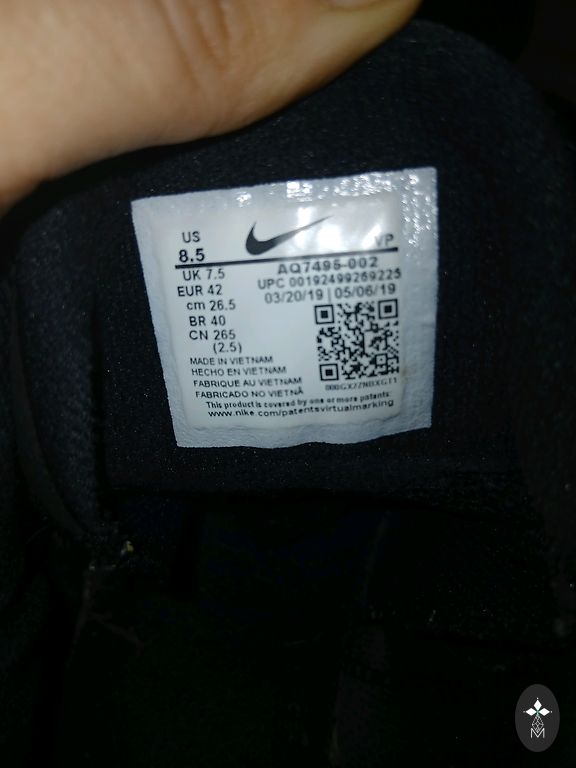 US
8.5
VP
UK 7.5
AQ7495-002
EUR 42
UPC 00192499269225
cm 26.5
03/20/19 | 05/06/19
BR 40
CN 265
(2.5)
MADE IN VIETNAM
HECHO EN VIETNAM
FABRIQUE AU VIETNAM
FABRICADO NO VIETNÃ
This product is covered by one or more patents
www.nike.com/patentsvirtualmarking
M